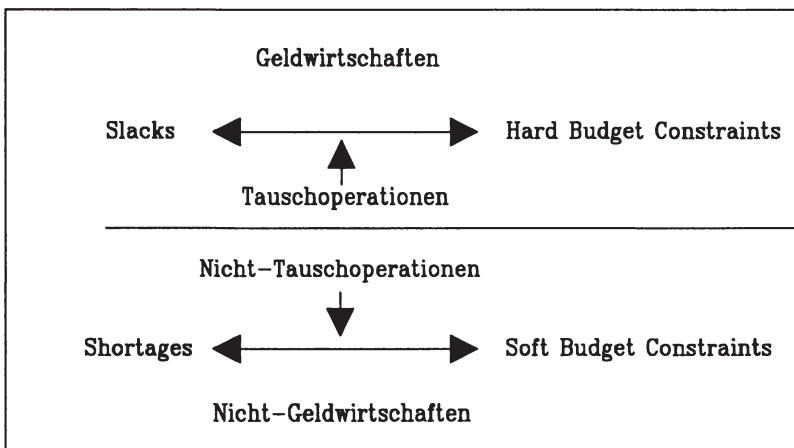 Geldwirtschaften
Slacks Hard Budget Constraints
Tauschoperationen
Nicht-Tauschoperationen
Shortages Soft Budget Constraints
Nicht-Geldwirtschaften